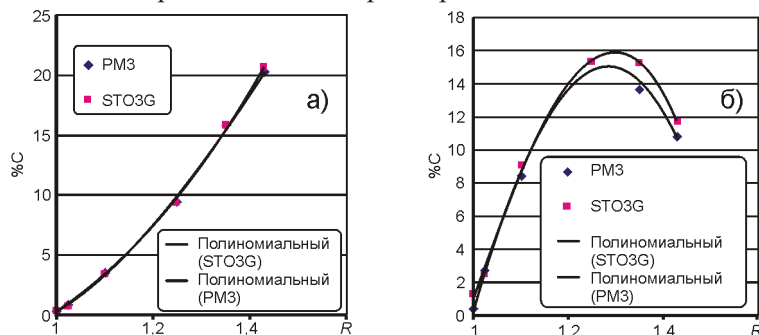 25
20
15
10
5
0
%C
PM3
STO3G
а)
Полиномиальный
(STO3G)
Полиномиальный
(PM3)
1
1,2
1,4
R
18
16
14
12
10
8
6
4
2
0
%C
б)
PM3
STO3G
Полиномиальный
(STO3G)
Полиномиальный
(PM3)
1
1,2
1,4
R